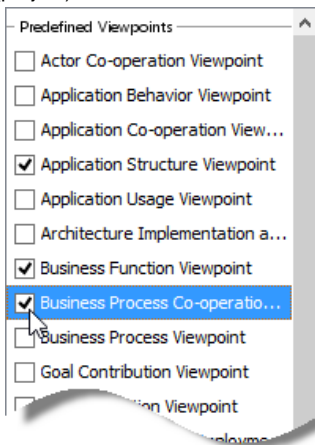 Predefined Viewpoints
Actor Co-operation Viewpoint
Application Behavior Viewpoint
Application Co-operation View...
Application Structure Viewpoint
Application Usage Viewpoint
Architecture Implementation a...
Business Function Viewpoint
Business Process Co-operatio...
Business Process Viewpoint
Goal Contribution Viewpoint
Viewpoint